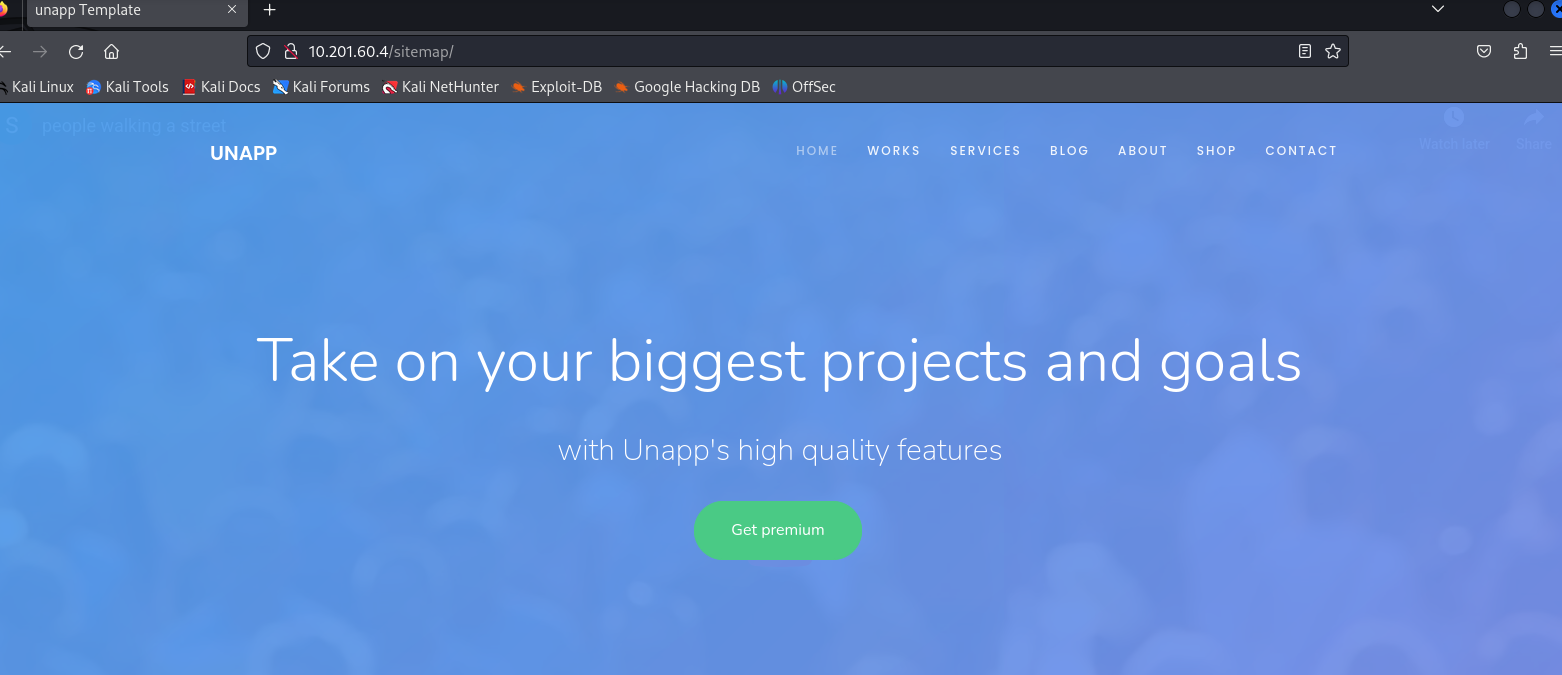 unapp Template
10.201.60.4/sitemap/
Kali Linux Kali Tools Kali Docs Kali Forums Kali NetHunter Exploit-DB Google Hacking DB OffSec
S people walking a street
Watch later Share
UNAPP HOME WORKS SERVICES BLOG ABOUT SHOP CONTACT
Take on your biggest projects and goals
with Unapp's high quality features
Get premium